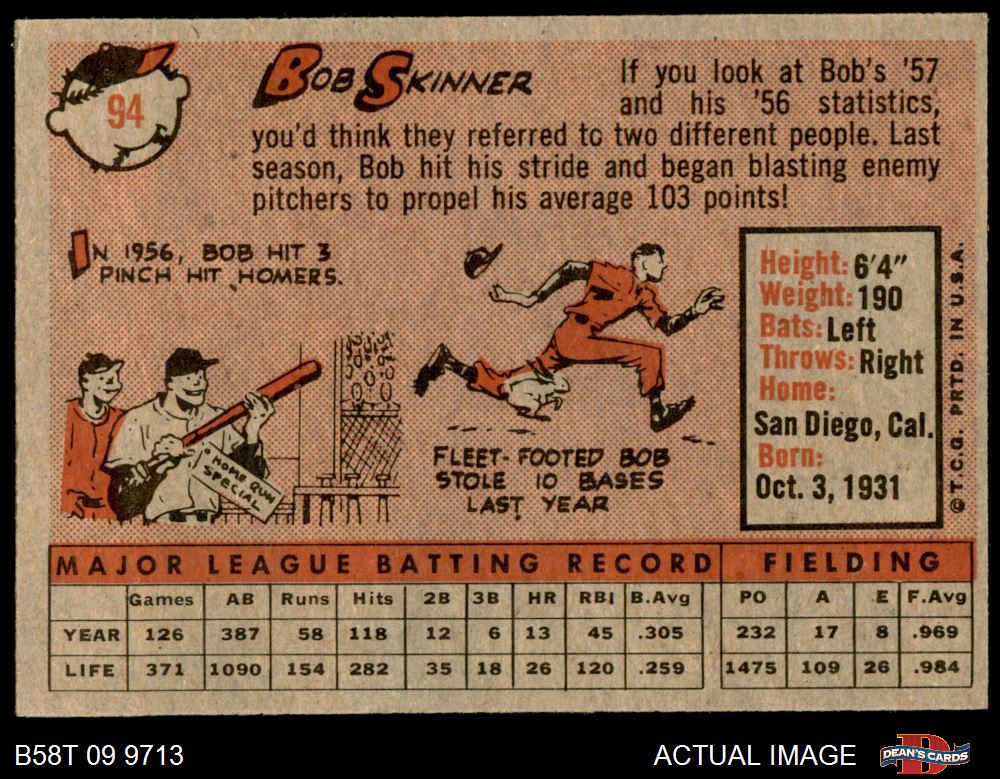 94
BOB SKINNER
If you look at Bob's '57
and his '56 statistics,
you'd think they referred to two different people. Last
season, Bob hit his stride and began blasting enemy
pitchers to propel his average 103 points!
IN 1956, BOB HIT 3
PINCH HIT HOMERS.
HOME RUN
SPECIAL
FLEET-FOOTED BOB
STOLE 10 BASES
LAST YEAR
Height: 6'4"
Weight: 190
Bats: Left
Throws: Right
Home:
San Diego, Cal.
Born:
Oct. 3, 1931
© T.C.G. PRTD. IN U.S.A.
MAJOR LEAGUE BATTING RECORD FIELDING
Games AB Runs Hits 2B 3B HR RBI B.Avg PO A E F.Avg
YEAR 126 387 58 118 12 6 13 45 .305 232 17 8 .969
LIFE 371 1090 154 282 35 18 26 120 .259 1475 109 26 .984
B58T 09 9713
ACTUAL IMAGE
D
DEAN'S CARDS